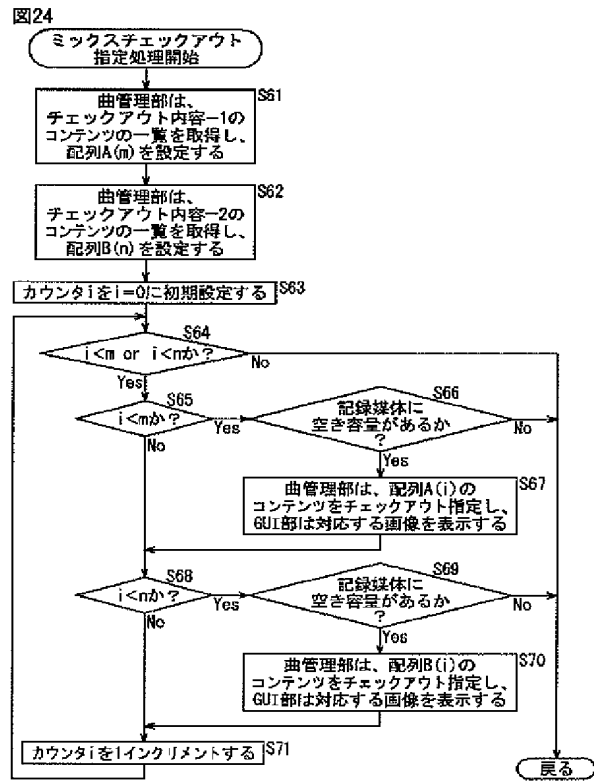 図24
ミックスチェックアウト
指定処理開始
S61
曲管理部は、
チェックアウト内容-1の
コンテンツの一覧を取得し、
配列A(m)を設定する
S62
曲管理部は、
チェックアウト内容-2の
コンテンツの一覧を取得し、
配列B(n)を設定する
カウンタiをi=0に初期設定する
S63
S64
i<m or i<nか?
No
Yes
S65
i<mか?
Yes
No
S66
記録媒体に
空き容量があるか
?
No
Yes
S67
曲管理部は、配列A(i)の
コンテンツをチェックアウト指定し、
GUI部は対応する画像を表示する
S68
i<nか?
Yes
No
S69
記録媒体に
空き容量があるか
?
No
Yes
S70
曲管理部は、配列B(i)の
コンテンツをチェックアウト指定し、
GUI部は対応する画像を表示する
カウンタiを1インクリメントする
S71
戻る